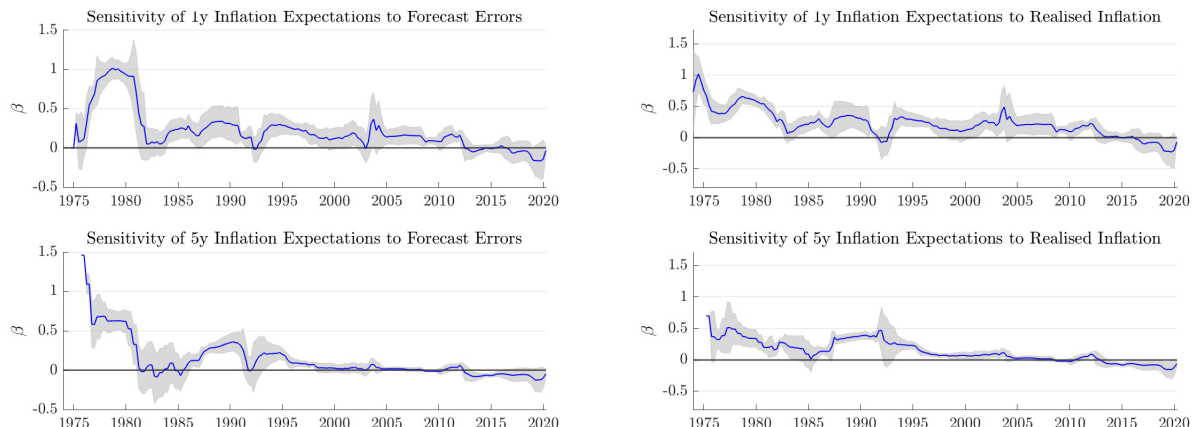 Sensitivity of 1y Inflation Expectations to Forecast Errors
1.5
1
0.5
0
-0.5
β
1975 1980 1985 1990 1995 2000 2005 2010 2015 2020
Sensitivity of 1y Inflation Expectations to Realised Inflation
1.5
1
0.5
0
-0.5
β
1975 1980 1985 1990 1995 2000 2005 2010 2015 2020
Sensitivity of 5y Inflation Expectations to Forecast Errors
1.5
1
0.5
0
-0.5
β
1975 1980 1985 1990 1995 2000 2005 2010 2015 2020
Sensitivity of 5y Inflation Expectations to Realised Inflation
1.5
1
0.5
0
-0.5
β
1975 1980 1985 1990 1995 2000 2005 2010 2015 2020